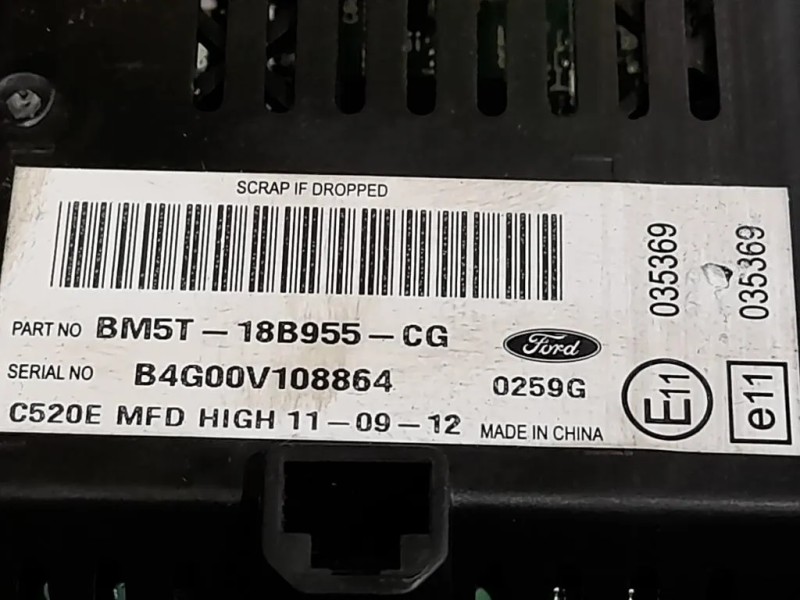 SCRAP IF DROPPED
PART NO BM5T-18B955-CG
Ford
SERIAL NO B4G00V108864 0259G
C520E MFD HIGH 11-09-12 MADE IN CHINA
035369
E11
035369
e11